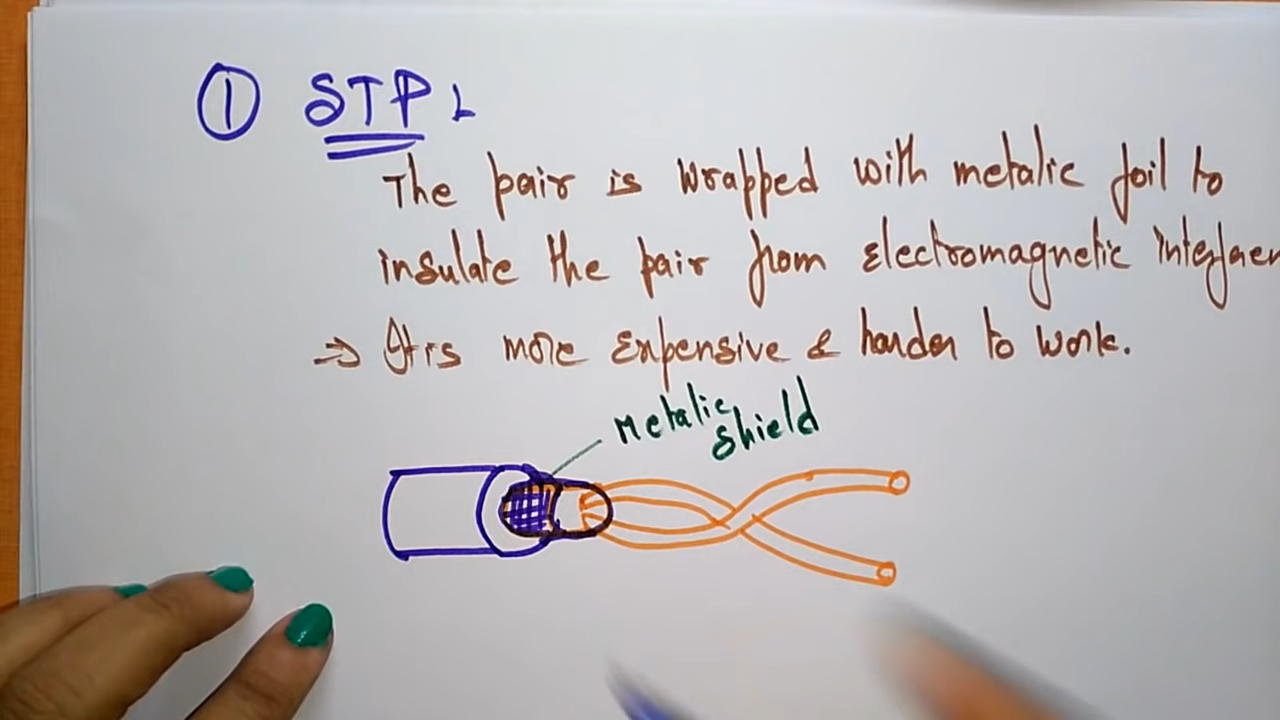 ① STP :
The pair is wrapped with metalic foil to
insulate the pair from electromagnetic
⇒ It is more Expensive & harder to work.
Metalic
shield